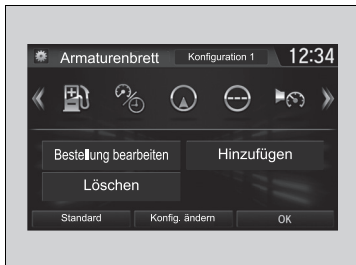 Armaturenbrett Konfiguration 1 12:34
Bestellung bearbeiten Hinzufügen
Löschen
Standard Konfig. ändern OK